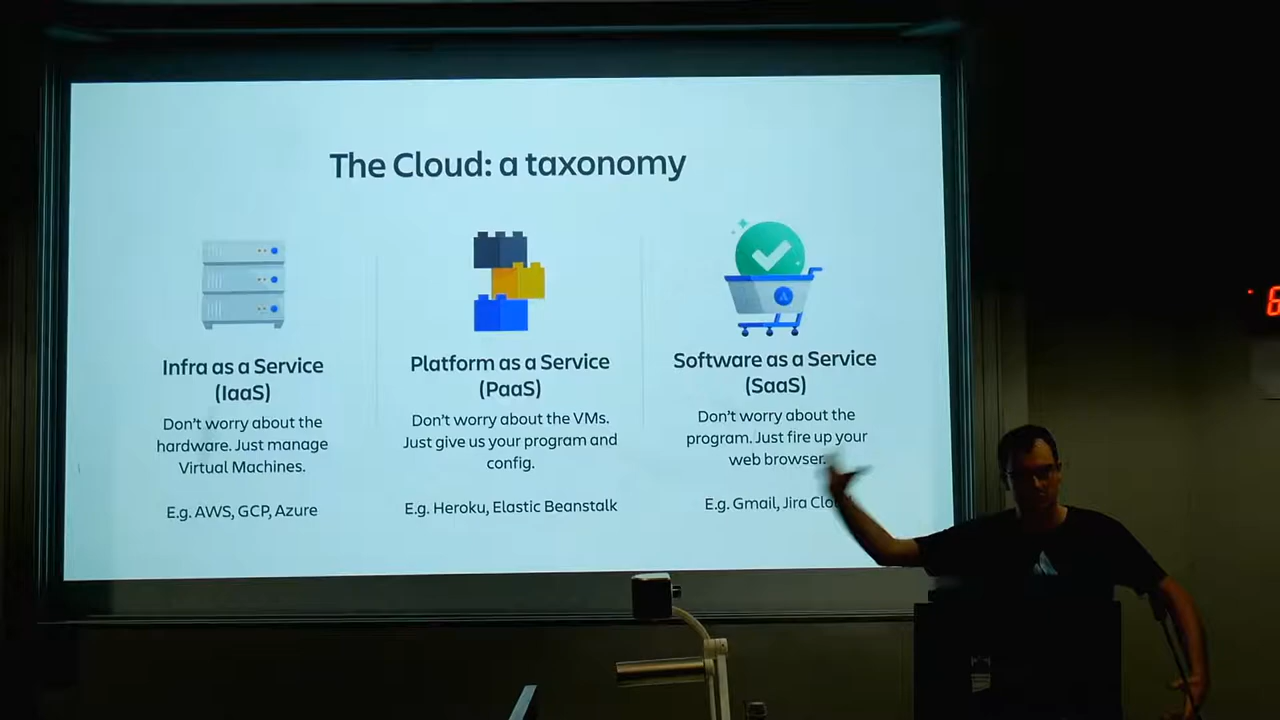 The Cloud: a taxonomy
Infra as a Service
(IaaS)
Don't worry about the
hardware. Just manage
Virtual Machines.
E.g. AWS, GCP, Azure
Platform as a Service
(PaaS)
Don't worry about the VMs.
Just give us your program and
config.
E.g. Heroku, Elastic Beanstalk
Software as a Service
(SaaS)
Don't worry about the
program. Just fire up your
web browser.
E.g. Gmail, Jira